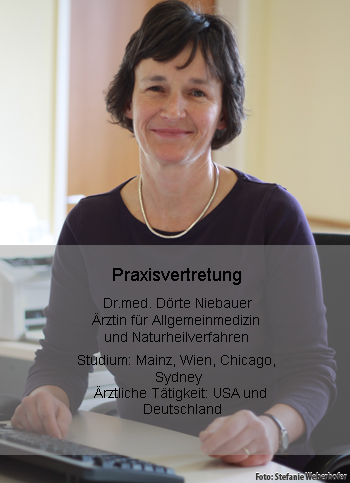 Praxisvertretung
Dr.med. Dörte Niebauer
Ärztin für Allgemeinmedizin
und Naturheilverfahren
Studium: Mainz, Wien, Chicago,
Sydney
Ärztliche Tätigkeit: USA und
Deutschland
Foto: Stefanie Weberhofer